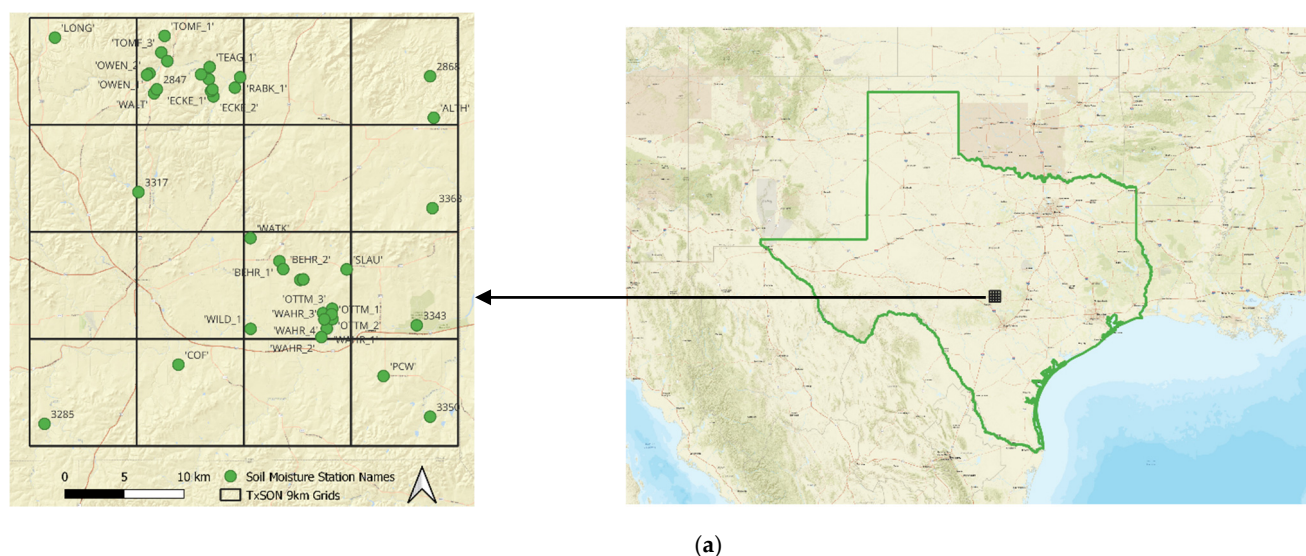 'LONG'
'TOMF_1'
'TOMF_3'
'TEAG_1'
'OWEN_2'
2868
'OWEN_1'
2847
'RABK_1'
'WALT'
'ECKE_1'
'ECKE_2'
'ALTH'
3317
3363
'WATK'
'BEHR_2'
'BEHR_1'
'SLAU'
'OTTM_3'
'WAHR_3'
'OTTM_1'
'WILD_1
'WAHR_4'
'OTTM_2'
3343
'WAHR_1'
'WAHR_2'
'COF'
'PCW'
3285
3350
0 5 10 km
Soil Moisture Station Names
TxSON 9km Grids
(a)